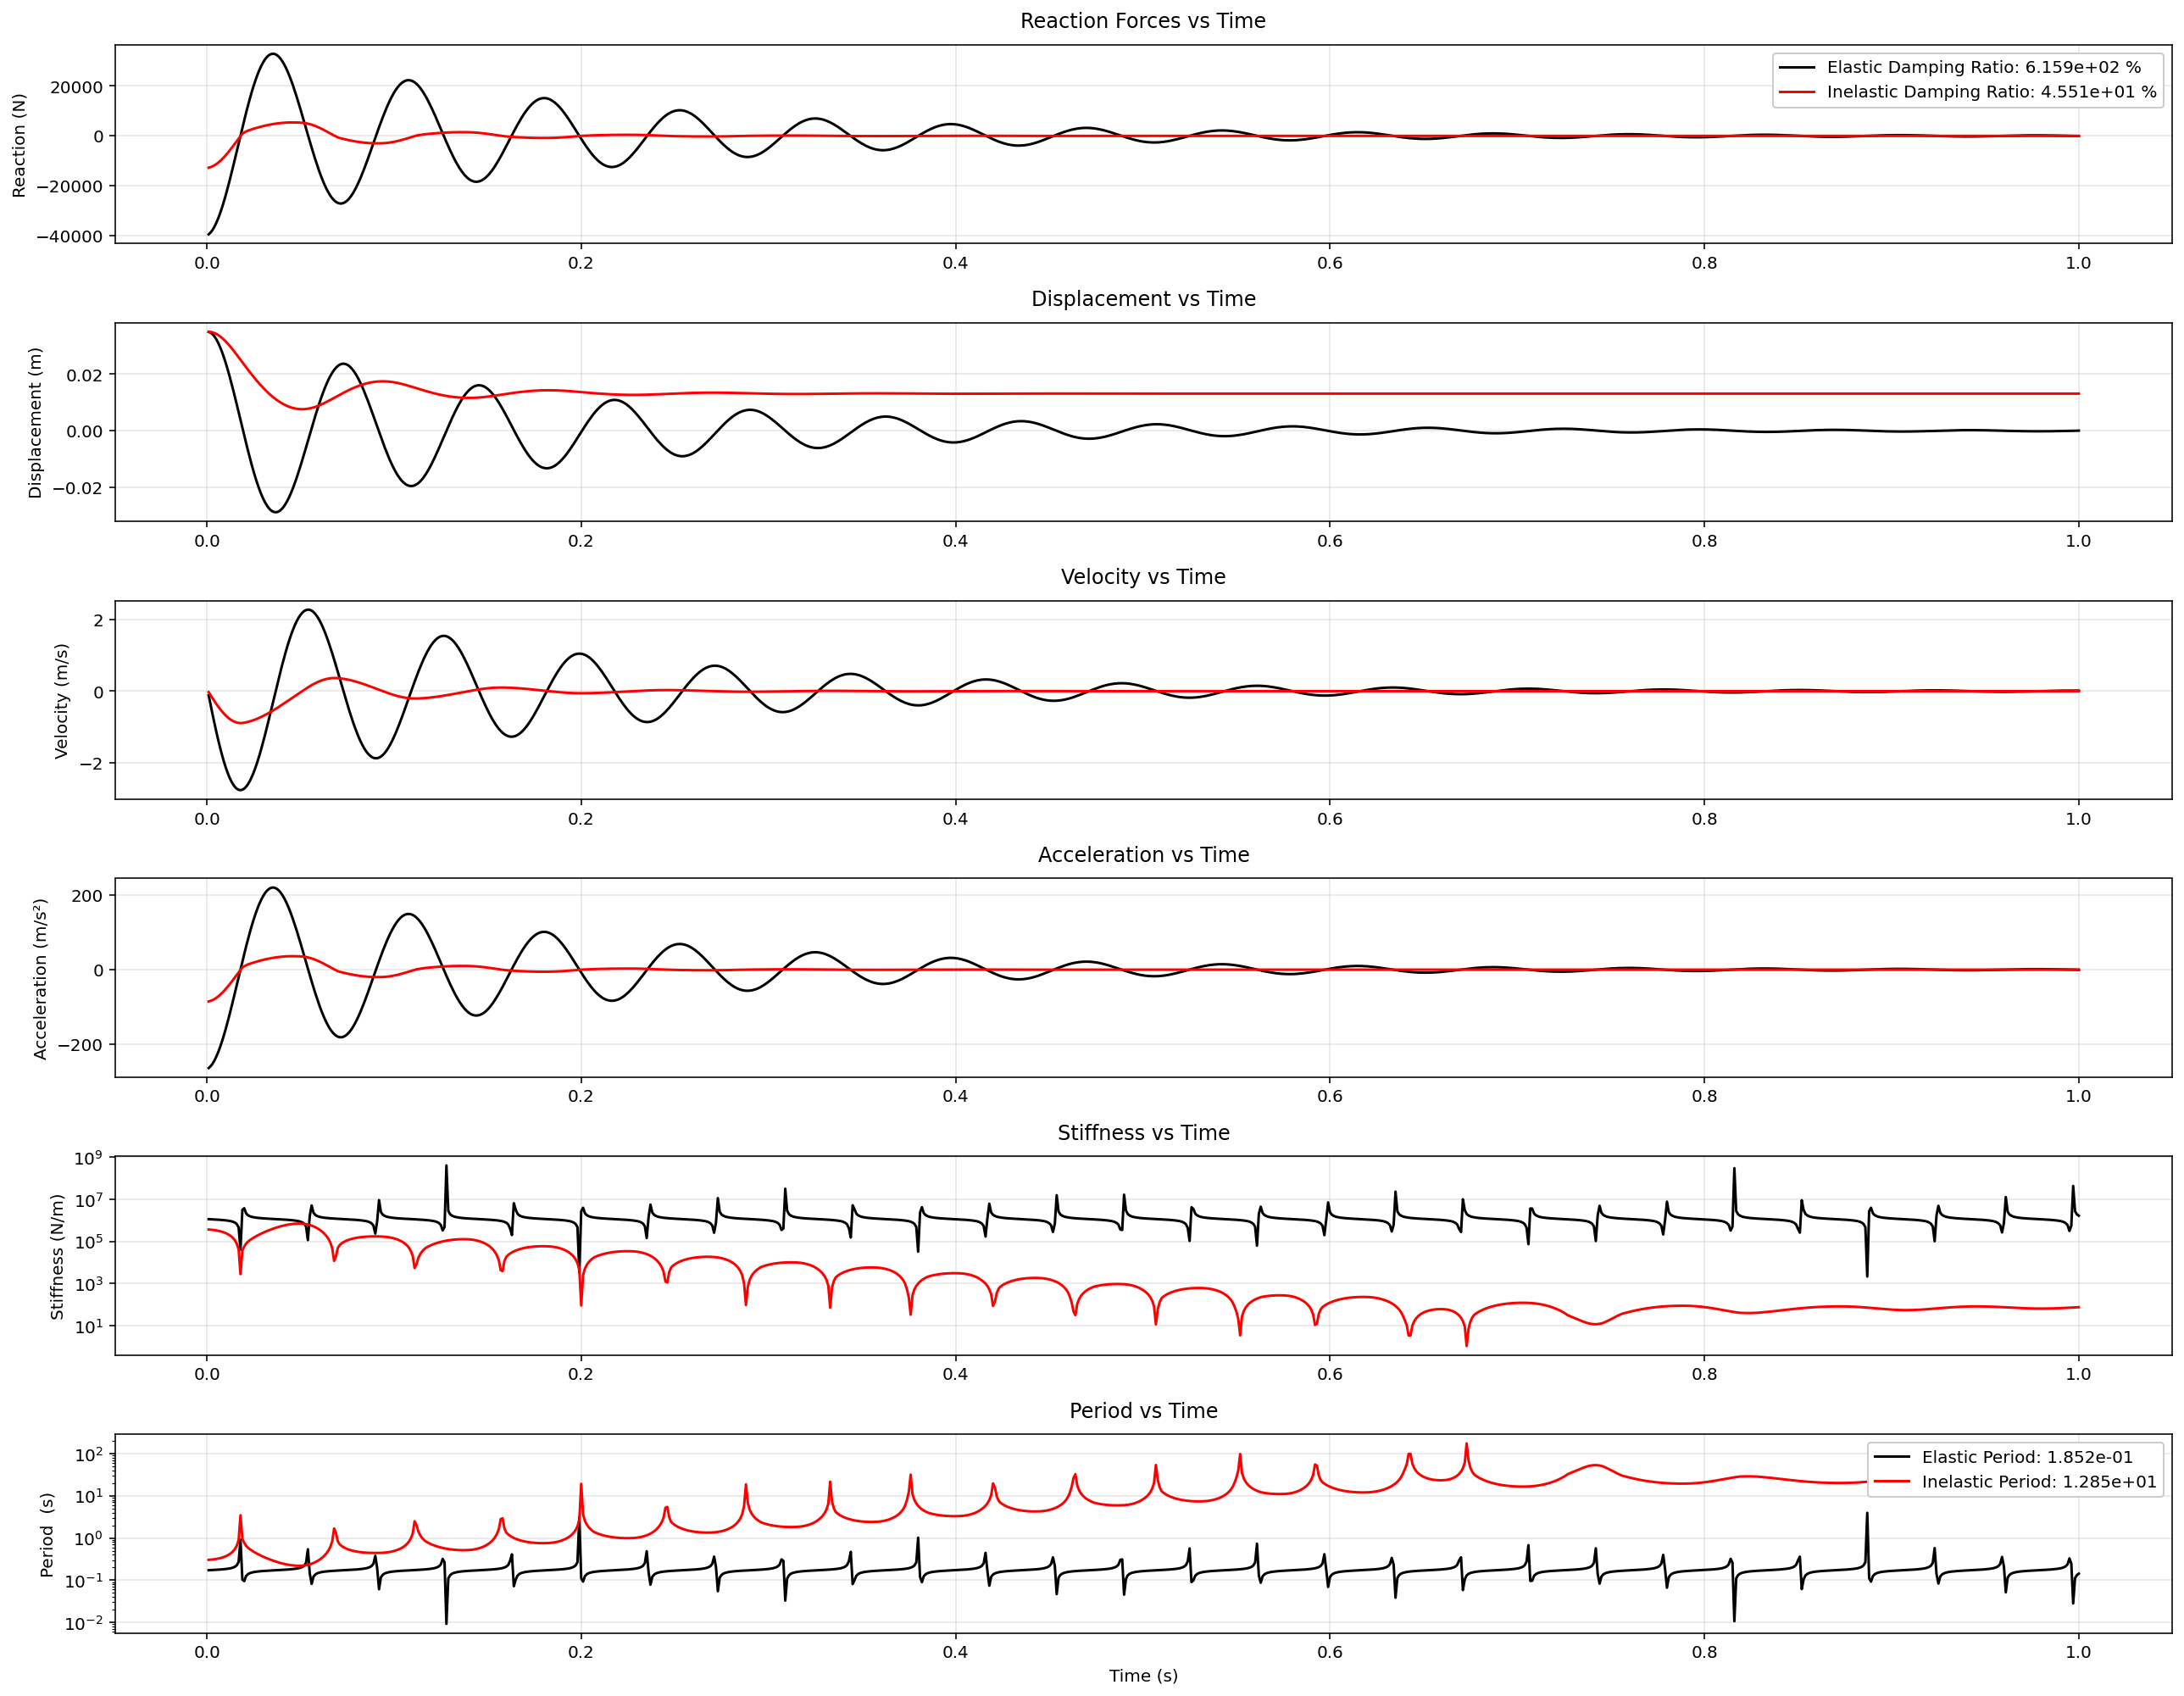 Reaction Forces vs Time
Reaction (N)
20000
0
−20000
−40000
Elastic Damping Ratio: 6.159e+02 %
Inelastic Damping Ratio: 4.551e+01 %
0.0 0.2 0.4 0.6 0.8 1.0
Displacement vs Time
Displacement (m)
0.02
0.00
−0.02
0.0 0.2 0.4 0.6 0.8 1.0
Velocity vs Time
Velocity (m/s)
2
0
−2
0.0 0.2 0.4 0.6 0.8 1.0
Acceleration vs Time
Acceleration (m/s²)
200
0
−200
0.0 0.2 0.4 0.6 0.8 1.0
Stiffness vs Time
Stiffness (N/m)
10⁹
10⁷
10⁵
10³
10¹
0.0 0.2 0.4 0.6 0.8 1.0
Period vs Time
Period (s)
10²
10¹
10⁰
10⁻¹
10⁻²
Elastic Period: 1.852e-01
Inelastic Period: 1.285e+01
0.0 0.2 0.4 0.6 0.8 1.0
Time (s)